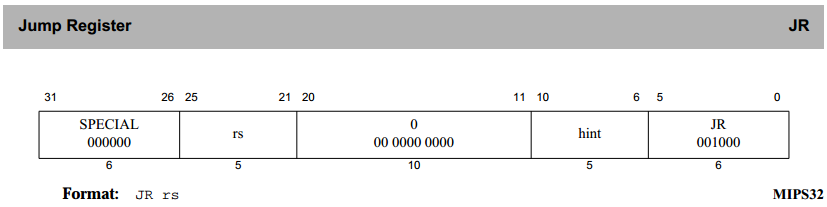 Jump Register JR
31 26 25 21 20 11 10 6 5 0
SPECIAL 0 JR
rs hint
000000 00 0000 0000 001000
6 5 10 5 6
Format: JR rs MIPS32